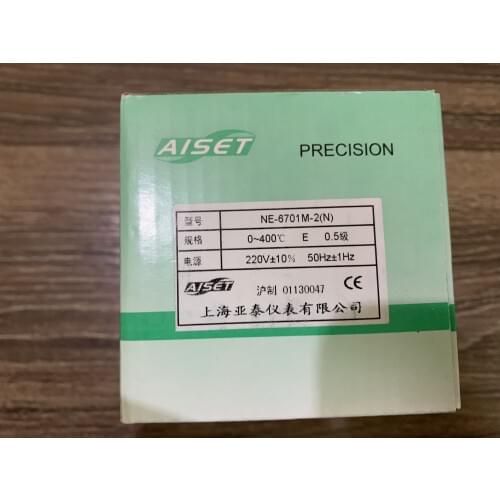 AISET
PRECISION
型号 NE-6701M-2(N)
规格 0~400℃ E 0.5级
电源 220V±10% 50Hz±1Hz
AISET 沪制 01130047 CE
上海亚泰仪表有限公司